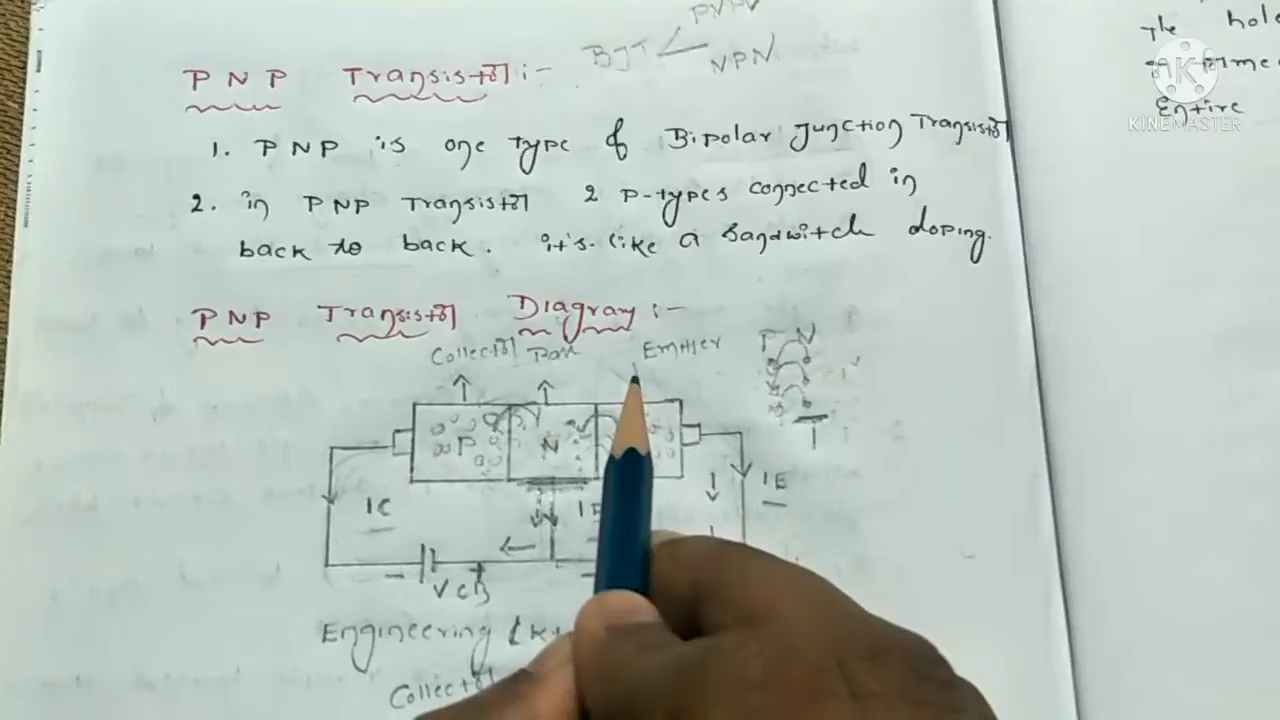 PNP
BJT
NPN
PNP Transistor :-
1. PNP is one type of Bipolar Junction Transistor
2. in PNP Transistor 2 P-types connected in
back to back. it's like a sandwitch doping.
PNP Transistor Diagram :-
Collector Base Emitter
P N
P N
IC
IE
- +
VCB
Engineering
Collector
the hole
Entire
KINEMASTER